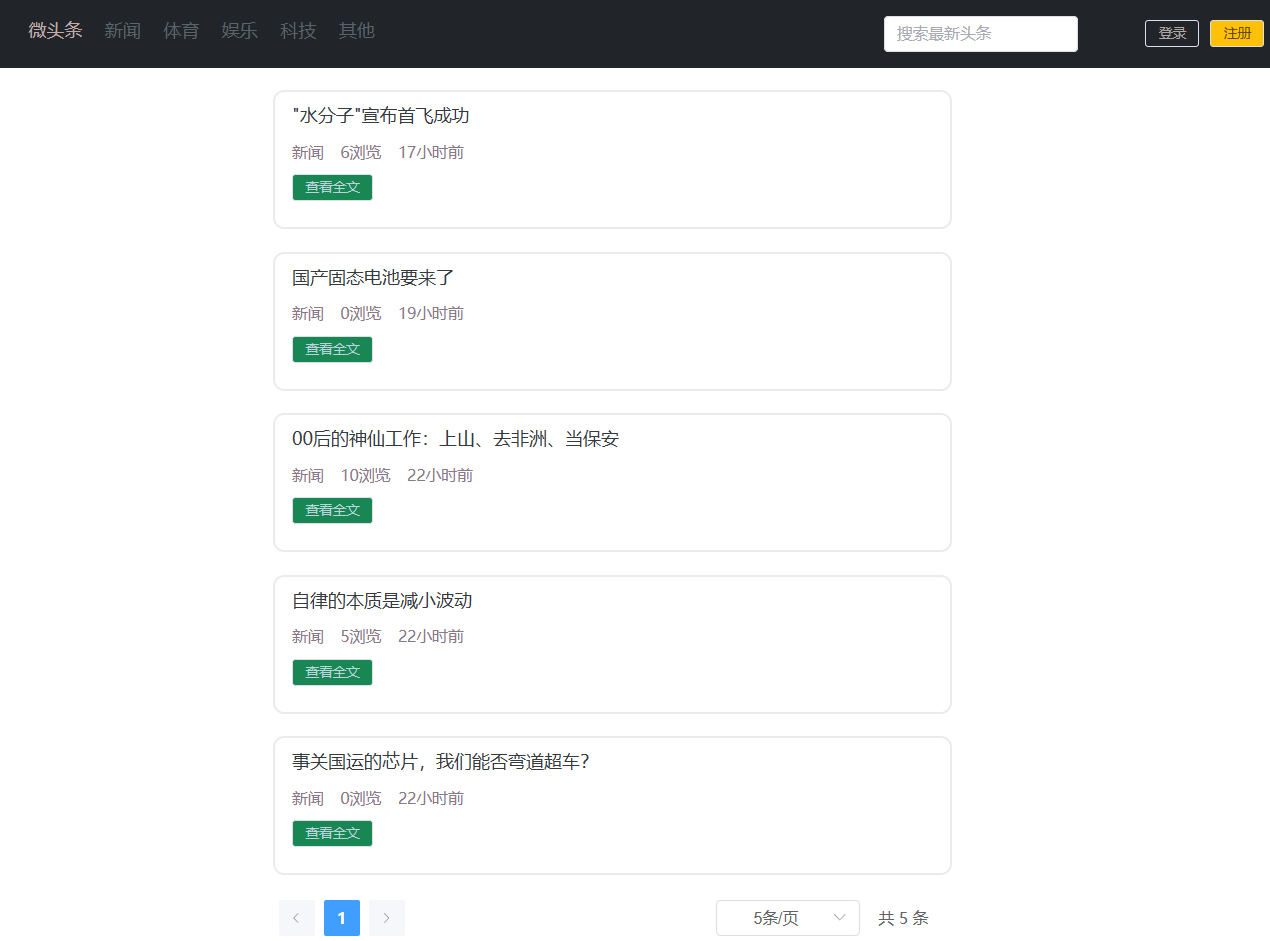 微头条 新闻 体育 娱乐 科技 其他 搜索最新头条 登录 注册
"水分子"宣布首飞成功
新闻 6浏览 17小时前
查看全文
国产固态电池要来了
新闻 0浏览 19小时前
查看全文
00后的神仙工作：上山、去非洲、当保安
新闻 10浏览 22小时前
查看全文
自律的本质是减小波动
新闻 5浏览 22小时前
查看全文
事关国运的芯片，我们能否弯道超车？
新闻 0浏览 22小时前
查看全文
1 5条/页 共 5 条